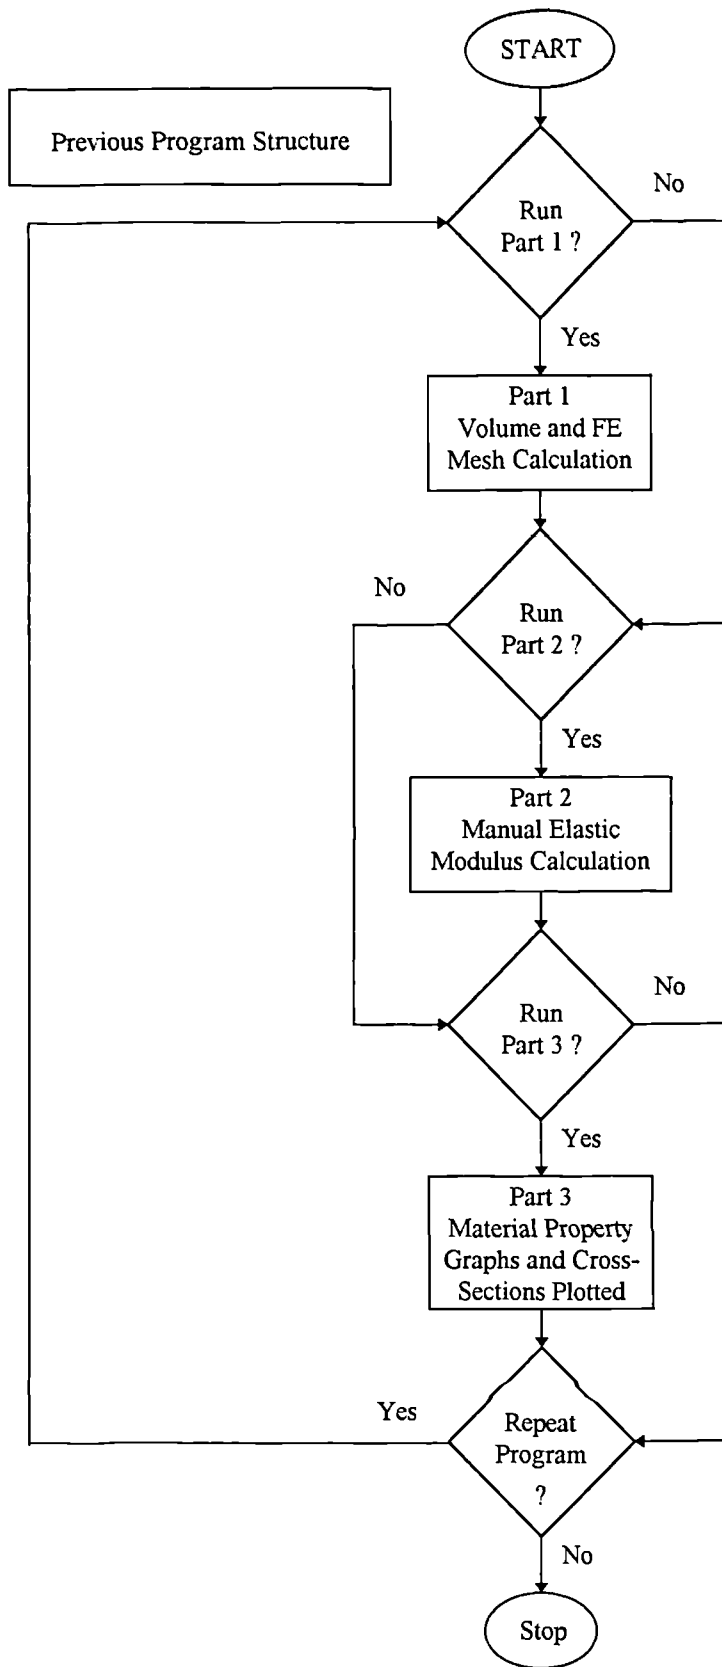 START
Previous Program Structure
No
Run
Part 1 ?
Yes
Part 1
Volume and FE
Mesh Calculation
No
Run
Part 2 ?
Yes
Part 2
Manual Elastic
Modulus Calculation
No
Run
Part 3 ?
Yes
Part 3
Material Property
Graphs and Cross-
Sections Plotted
Yes
Repeat
Program
?
No
Stop